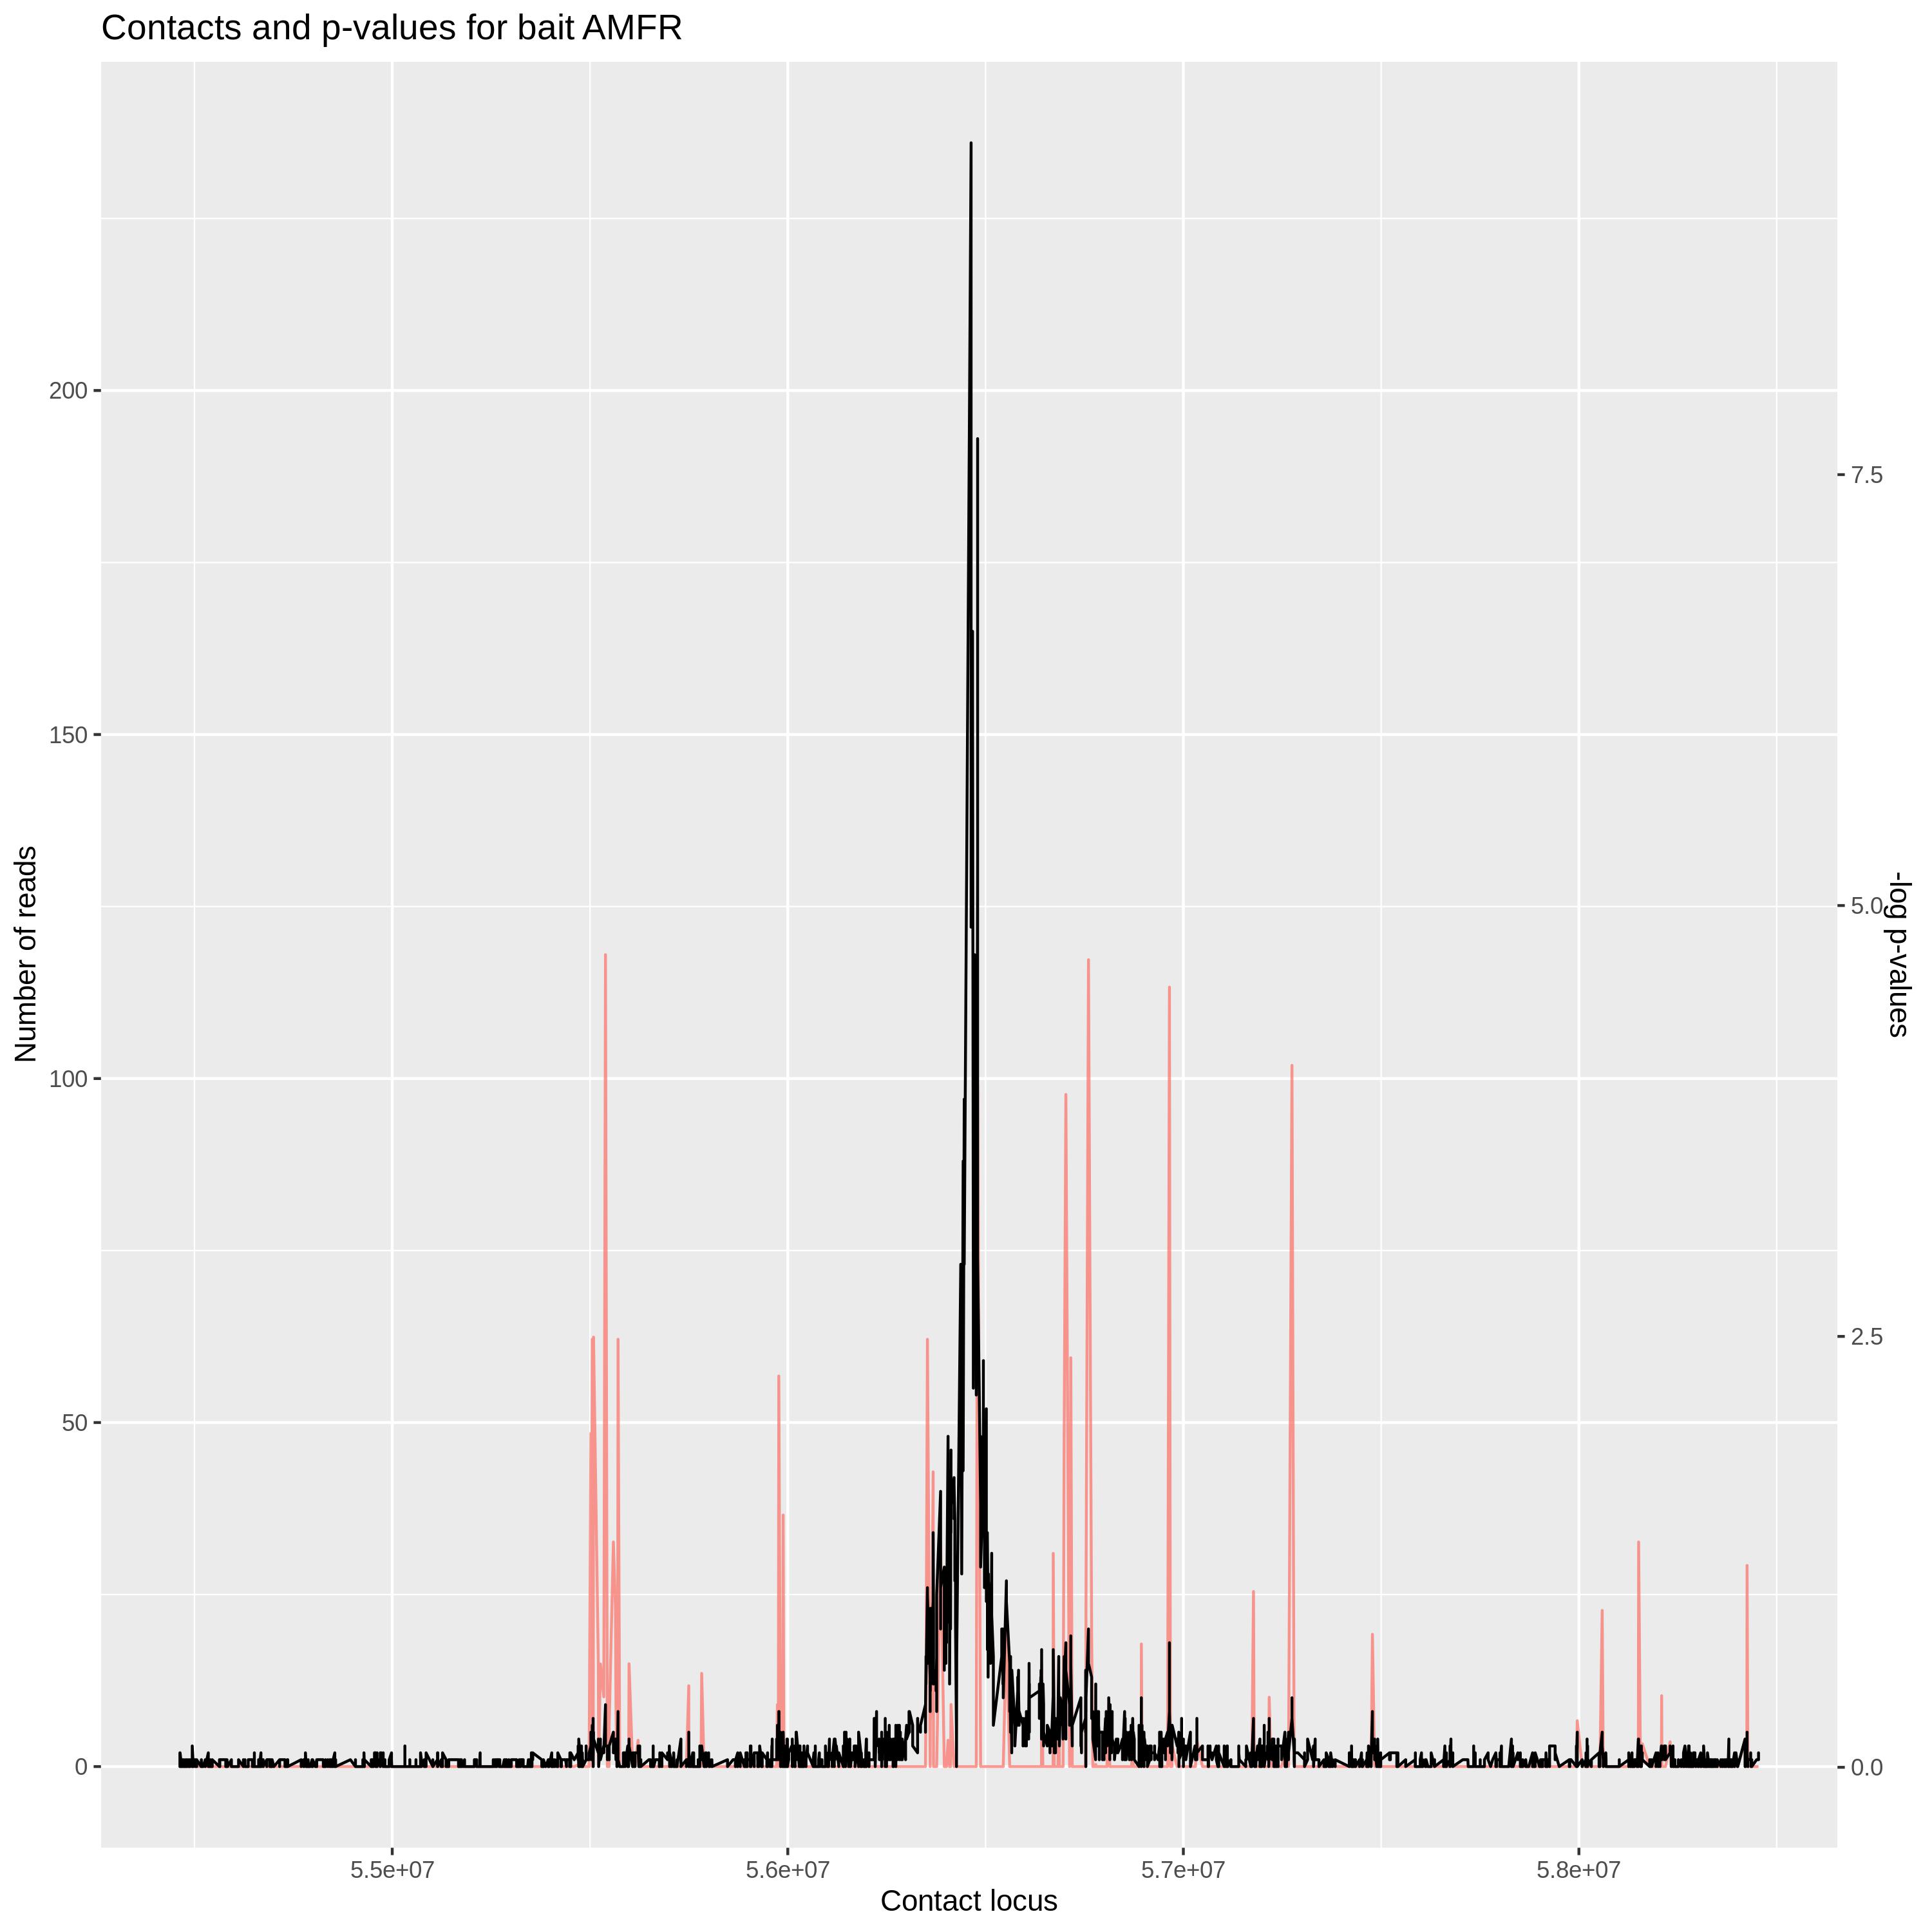 Contacts and p-values for bait AMFR
200
150
100
50
0
Number of reads
7.5
5.0
2.5
0.0
-log p-values
5.5e+07
5.6e+07
5.7e+07
5.8e+07
Contact locus